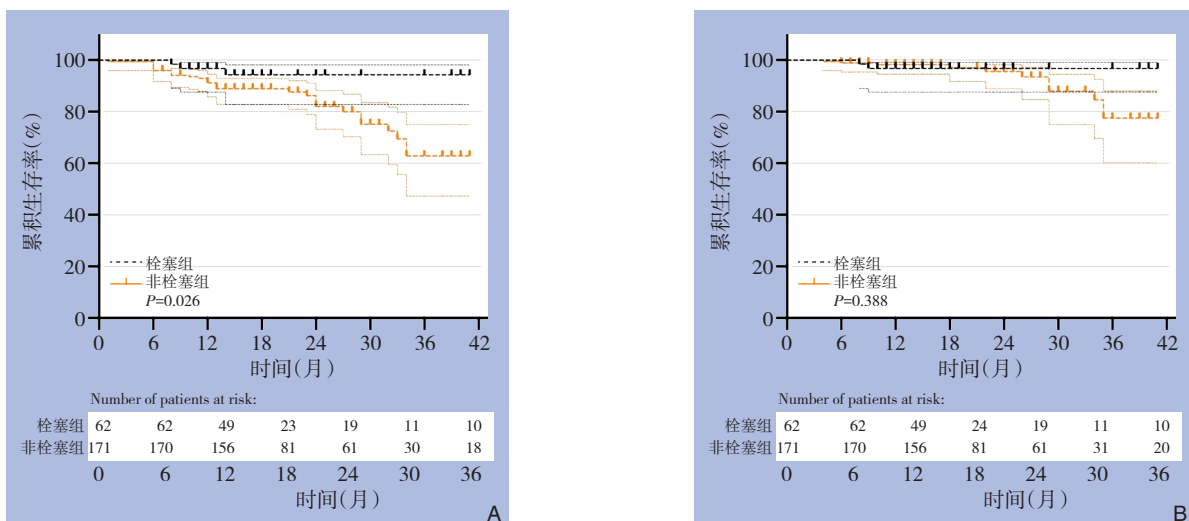 累积生存率(%)
100
80
60
40
20
0
栓塞组
非栓塞组
P=0.026
0 6 12 18 24 30 36 42
时间(月)
Number of patients at risk:
栓塞组 62 62 49 23 19 11 10
非栓塞组 171 170 156 81 61 30 18
0 6 12 18 24 30 36
时间(月)
A
累积生存率(%)
100
80
60
40
20
0
栓塞组
非栓塞组
P=0.388
0 6 12 18 24 30 36 42
时间(月)
Number of patients at risk:
栓塞组 62 62 49 24 19 11 10
非栓塞组 171 170 156 81 61 31 20
0 6 12 18 24 30 36
时间(月)
B